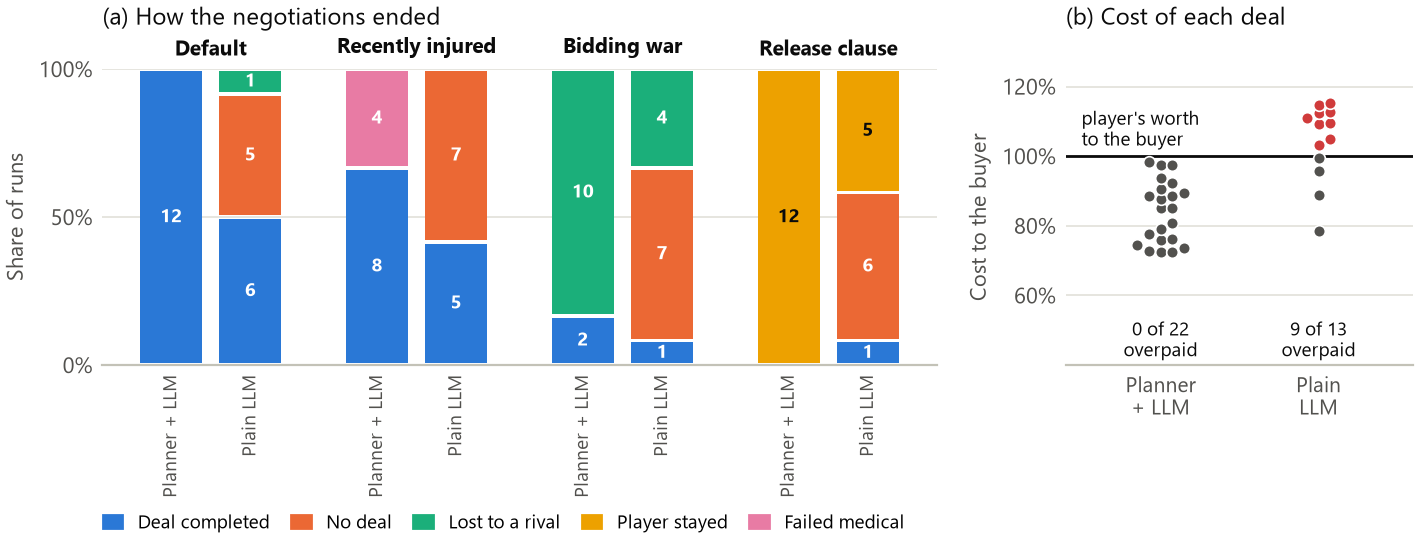 (a) How the negotiations ended
Default
Recently injured
Bidding war
Release clause
Share of runs
100%
50%
0%
12
1
5
6
4
8
7
5
10
2
4
7
1
12
5
6
1
Planner + LLM
Plain LLM
Planner + LLM
Plain LLM
Planner + LLM
Plain LLM
Planner + LLM
Plain LLM
Deal completed
No deal
Lost to a rival
Player stayed
Failed medical
(b) Cost of each deal
Cost to the buyer
120%
100%
80%
60%
player's worth
to the buyer
0 of 22
overpaid
9 of 13
overpaid
Planner
+ LLM
Plain
LLM